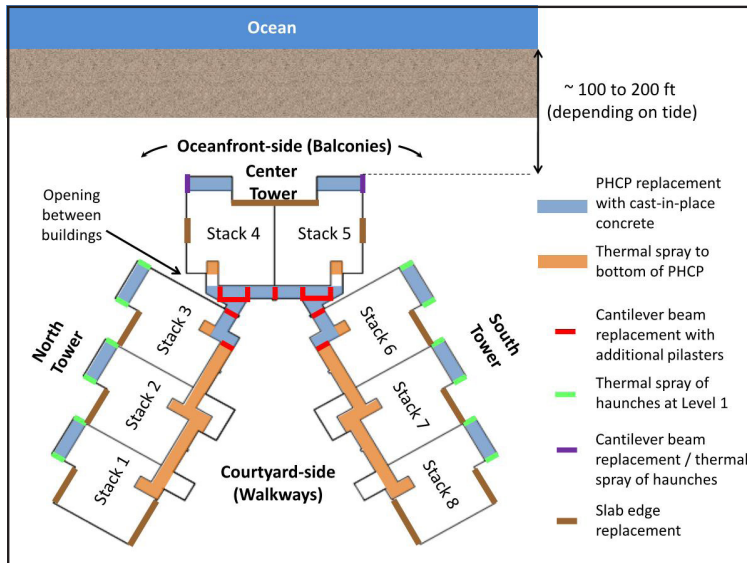 Ocean
~ 100 to 200 ft
(depending on tide)
Oceanfront-side (Balconies)
Center
Tower
Opening
between
buildings
Stack 4
Stack 5
Stack 3
Stack 6
North
Tower
South
Tower
Stack 2
Stack 7
Stack 1
Stack 8
Courtyard-side
(Walkways)
PHCP replacement
with cast-in-place
concrete
Thermal spray to
bottom of PHCP
Cantilever beam
replacement with
additional pilasters
Thermal spray of
haunches at Level 1
Cantilever beam
replacement / thermal
spray of haunches
Slab edge
replacement